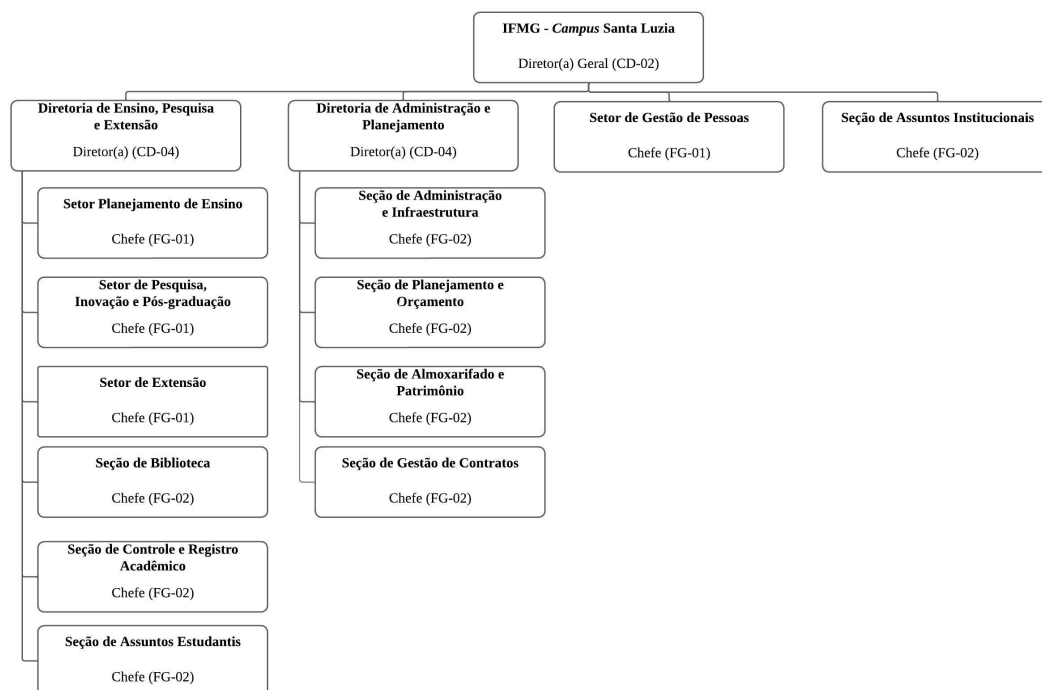 IFMG - Campus Santa Luzia
Diretor(a) Geral (CD-02)
Diretoria de Ensino, Pesquisa
e Extensão
Diretor(a) (CD-04)
Diretoria de Administração e
Planejamento
Diretor(a) (CD-04)
Setor de Gestão de Pessoas
Chefe (FG-01)
Seção de Assuntos Institucionais
Chefe (FG-02)
Setor Planejamento de Ensino
Chefe (FG-01)
Setor de Pesquisa,
Inovação e Pós-graduação
Chefe (FG-01)
Setor de Extensão
Chefe (FG-01)
Seção de Biblioteca
Chefe (FG-02)
Seção de Controle e Registro
Acadêmico
Chefe (FG-02)
Seção de Assuntos Estudantis
Chefe (FG-02)
Seção de Administração
e Infraestrutura
Chefe (FG-02)
Seção de Planejamento e
Orçamento
Chefe (FG-02)
Seção de Almoxarifado e
Patrimônio
Chefe (FG-02)
Seção de Gestão de Contratos
Chefe (FG-02)